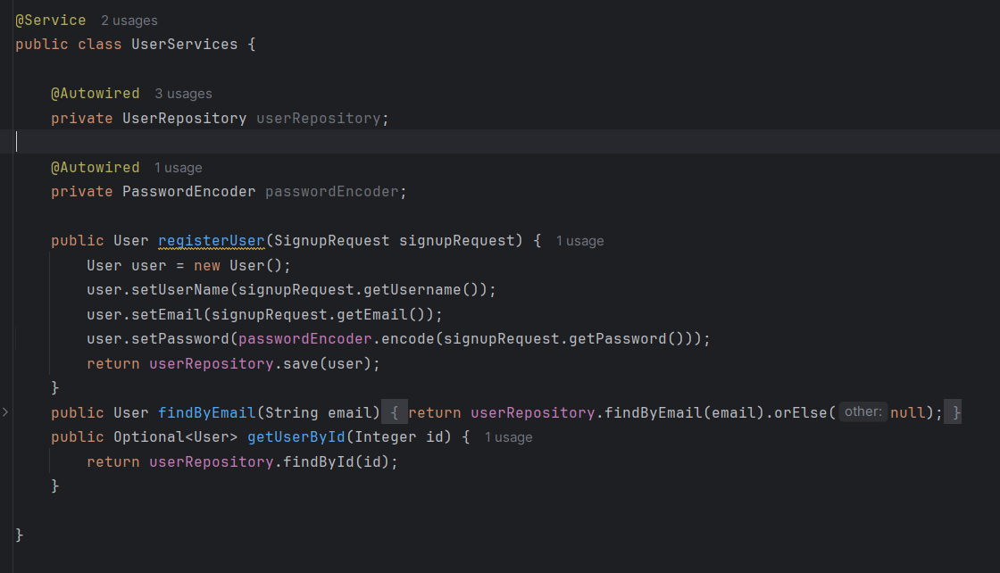 @Service 2 usages
public class UserServices {
@Autowired 3 usages
private UserRepository userRepository;
@Autowired 1 usage
private PasswordEncoder passwordEncoder;
public User registerUser(SignupRequest signupRequest) { 1 usage
User user = new User();
user.setUserName(signupRequest.getUsername());
user.setEmail(signupRequest.getEmail());
user.setPassword(passwordEncoder.encode(signupRequest.getPassword()));
return userRepository.save(user);
}
public User findByEmail(String email) { return userRepository.findByEmail(email).orElse( other: null); }
public Optional<User> getUserById(Integer id) { 1 usage
return userRepository.findById(id);
}
}